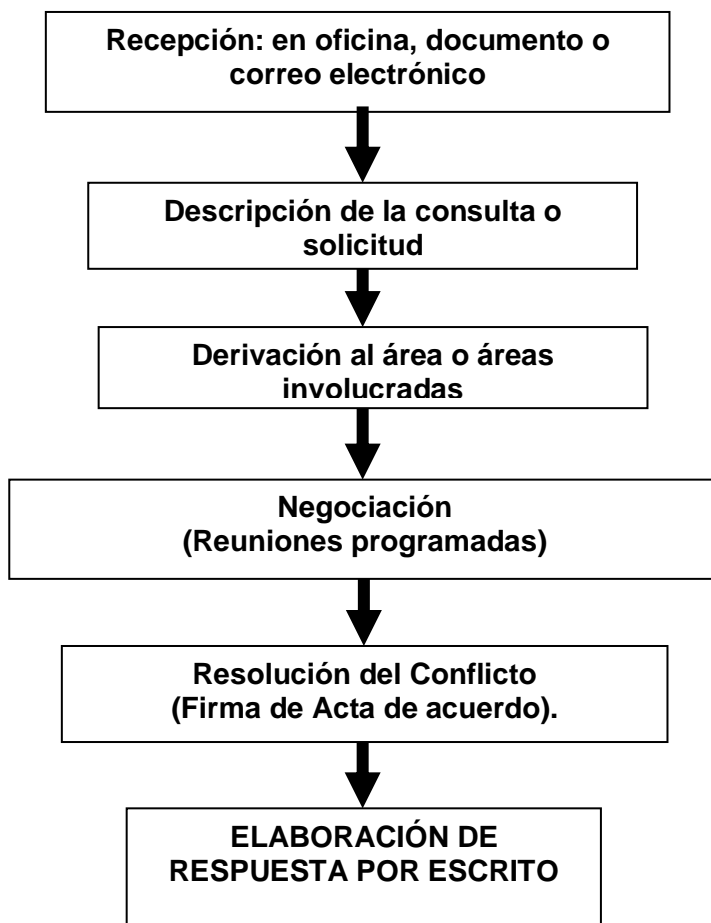 Recepción: en oficina, documento o
correo electrónico
Descripción de la consulta o
solicitud
Derivación al área o áreas
involucradas
Negociación
(Reuniones programadas)
Resolución del Conflicto
(Firma de Acta de acuerdo).
ELABORACIÓN DE
RESPUESTA POR ESCRITO